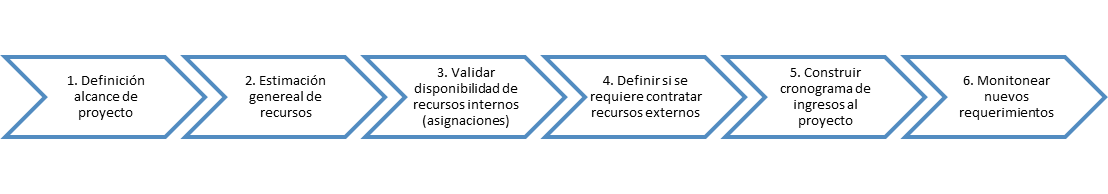 1. Definición
alcance de
proyecto
2. Estimación
genereal de
recursos
3. Validar
disponibilidad de
recursos internos
(asignaciones)
4. Definir si se
requiere contratar
recursos externos
5. Construir
cronograma de
ingresos al
proyecto
6. Monitonear
nuevos
requerimientos